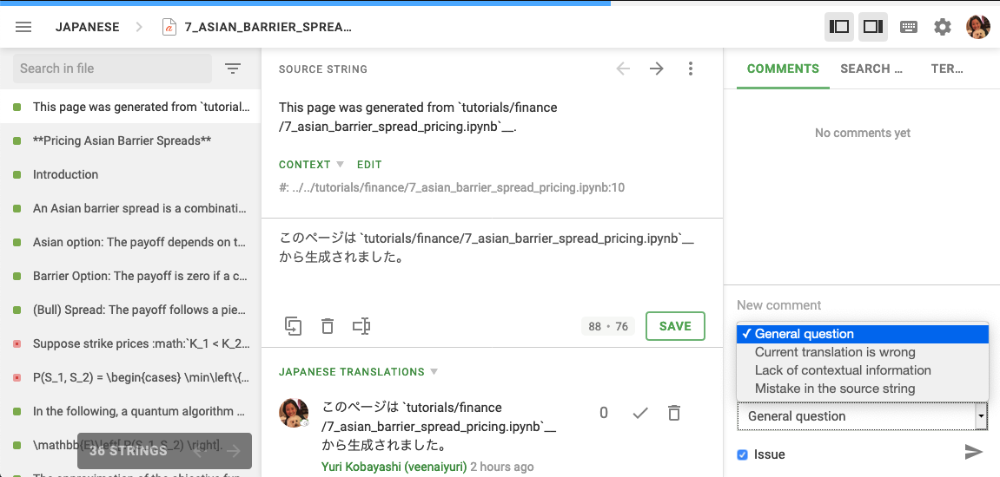 JAPANESE
7_ASIAN_BARRIER_SPREA…
Search in file
This page was generated from `tutorial…
**Pricing Asian Barrier Spreads**
Introduction
An Asian barrier spread is a combinati…
Asian option: The payoff depends on t…
Barrier Option: The payoff is zero if a c…
(Bull) Spread: The payoff follows a pie…
Suppose strike prices :math:`K_1 < K_2…
P(S_1, S_2) = \begin{cases} \min\left\{…
In the following, a quantum algorithm …
\mathbb{E}\left[ P(S_1, S_2) \right].
36 STRINGS
The approximation of the objective fun…
SOURCE STRING
This page was generated from `tutorials/finance
/7_asian_barrier_spread_pricing.ipynb`__.
CONTEXT EDIT
#: ../../tutorials/finance/7_asian_barrier_spread_pricing.ipynb:10
このページは `tutorials/finance/7_asian_barrier_spread_pricing.ipynb`__
から生成されました。
88 • 76
SAVE
JAPANESE TRANSLATIONS
このページは `tutorials/finance
/7_asian_barrier_spread_pricing.ipynb`__
から生成されました。
0
Yuri Kobayashi (veenaiyuri) 2 hours ago
COMMENTS SEARCH … TER…
No comments yet
New comment
✓ General question
Current translation is wrong
Lack of contextual information
Mistake in the source string
General question
Issue